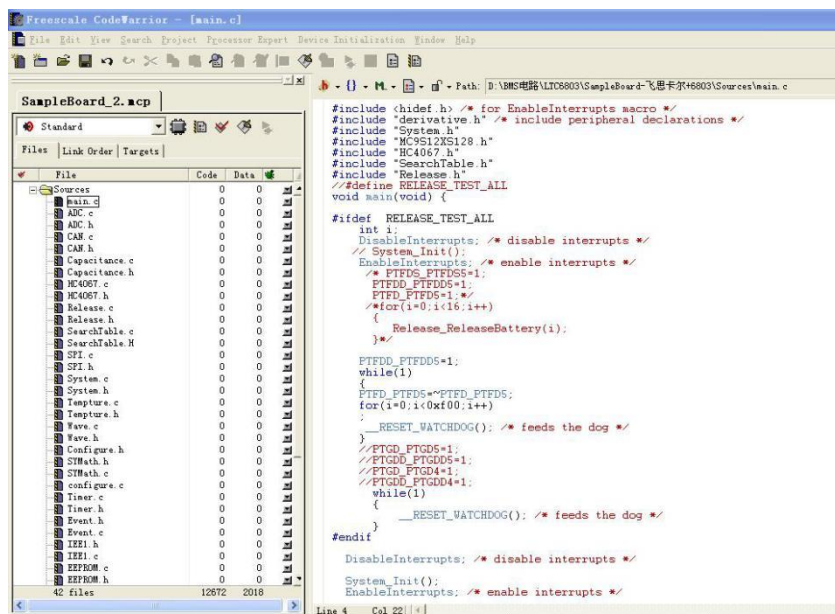 Freescale CodeWarrior - [main.c]
File Edit View Search Project Processor Expert Device Initialization Window Help
Path: D:\BMS电路\LTC6803\SampleBoard-飞思卡尔+6803\Sources\main.c
SampleBoard_2.mcp
Standard
Files Link Order Targets
File Code Data
Sources 0 0
main.c 0 0
ADC.c 0 0
ADC.h 0 0
CAN.c 0 0
CAN.h 0 0
Capacitance.c 0 0
Capacitance.h 0 0
HC4067.c 0 0
HC4067.h 0 0
Release.c 0 0
Release.h 0 0
SearchTable.c 0 0
SearchTable.H 0 0
SPI.c 0 0
SPI.h 0 0
System.c 0 0
System.h 0 0
Tempture.c 0 0
Tempture.h 0 0
Wave.c 0 0
Wave.h 0 0
Configure.h 0 0
SYMath.h 0 0
SYMath.c 0 0
configure.c 0 0
Timer.c 0 0
Timer.h 0 0
Event.h 0 0
Event.c 0 0
IEE1.h 0 0
IEE1.c 0 0
EEPROM.c 0 0
EEPROM.h 0 0
42 files 12672 2018
#include <hidef.h> /* for EnableInterrupts macro */
#include "derivative.h" /* include peripheral declarations */
#include "System.h"
#include "MC9S12XS128.h"
#include "HC4067.h"
#include "SearchTable.h"
#include "Release.h"
//#define RELEASE_TEST_ALL
void main(void) {
#ifdef RELEASE_TEST_ALL
int i;
DisableInterrupts; /* disable interrupts */
// System_Init();
EnableInterrupts; /* enable interrupts */
/* PTFDS_PTFDS5=1;
PTFDD_PTFDD5=1;
PTFD_PTFD5=1;*/
/*for(i=0;i<16;i++)
{
Release_ReleaseBattery(i);
}*/
PTFDD_PTFDD5=1;
while(1)
{
PTFD_PTFD5=~PTFD_PTFD5;
for(i=0;i<0xf00;i++)
;
__RESET_WATCHDOG(); /* feeds the dog */
}
//PTGD_PTGD5=1;
//PTGDD_PTGDD5=1;
//PTGD_PTGD4=1;
//PTGDD_PTGDD4=1;
while(1)
{
__RESET_WATCHDOG(); /* feeds the dog */
}
#endif
DisableInterrupts; /* disable interrupts */
System_Init();
EnableInterrupts; /* enable interrupts */
Line 4 Col 22